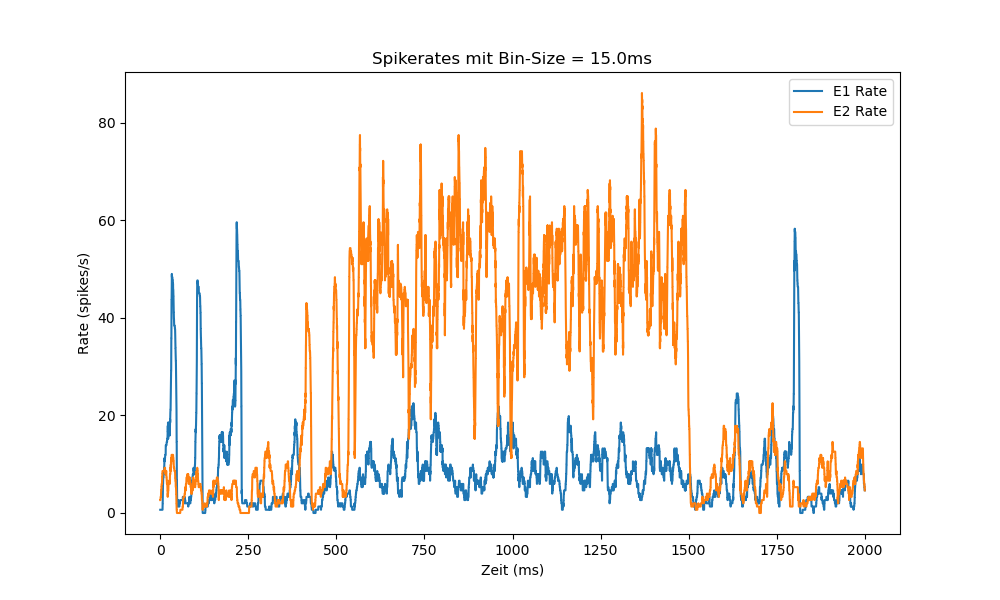 Spikerates mit Bin-Size = 15.0ms
E1 Rate
E2 Rate
Rate (spikes/s)
80
60
40
20
0
0 250 500 750 1000 1250 1500 1750 2000
Zeit (ms)